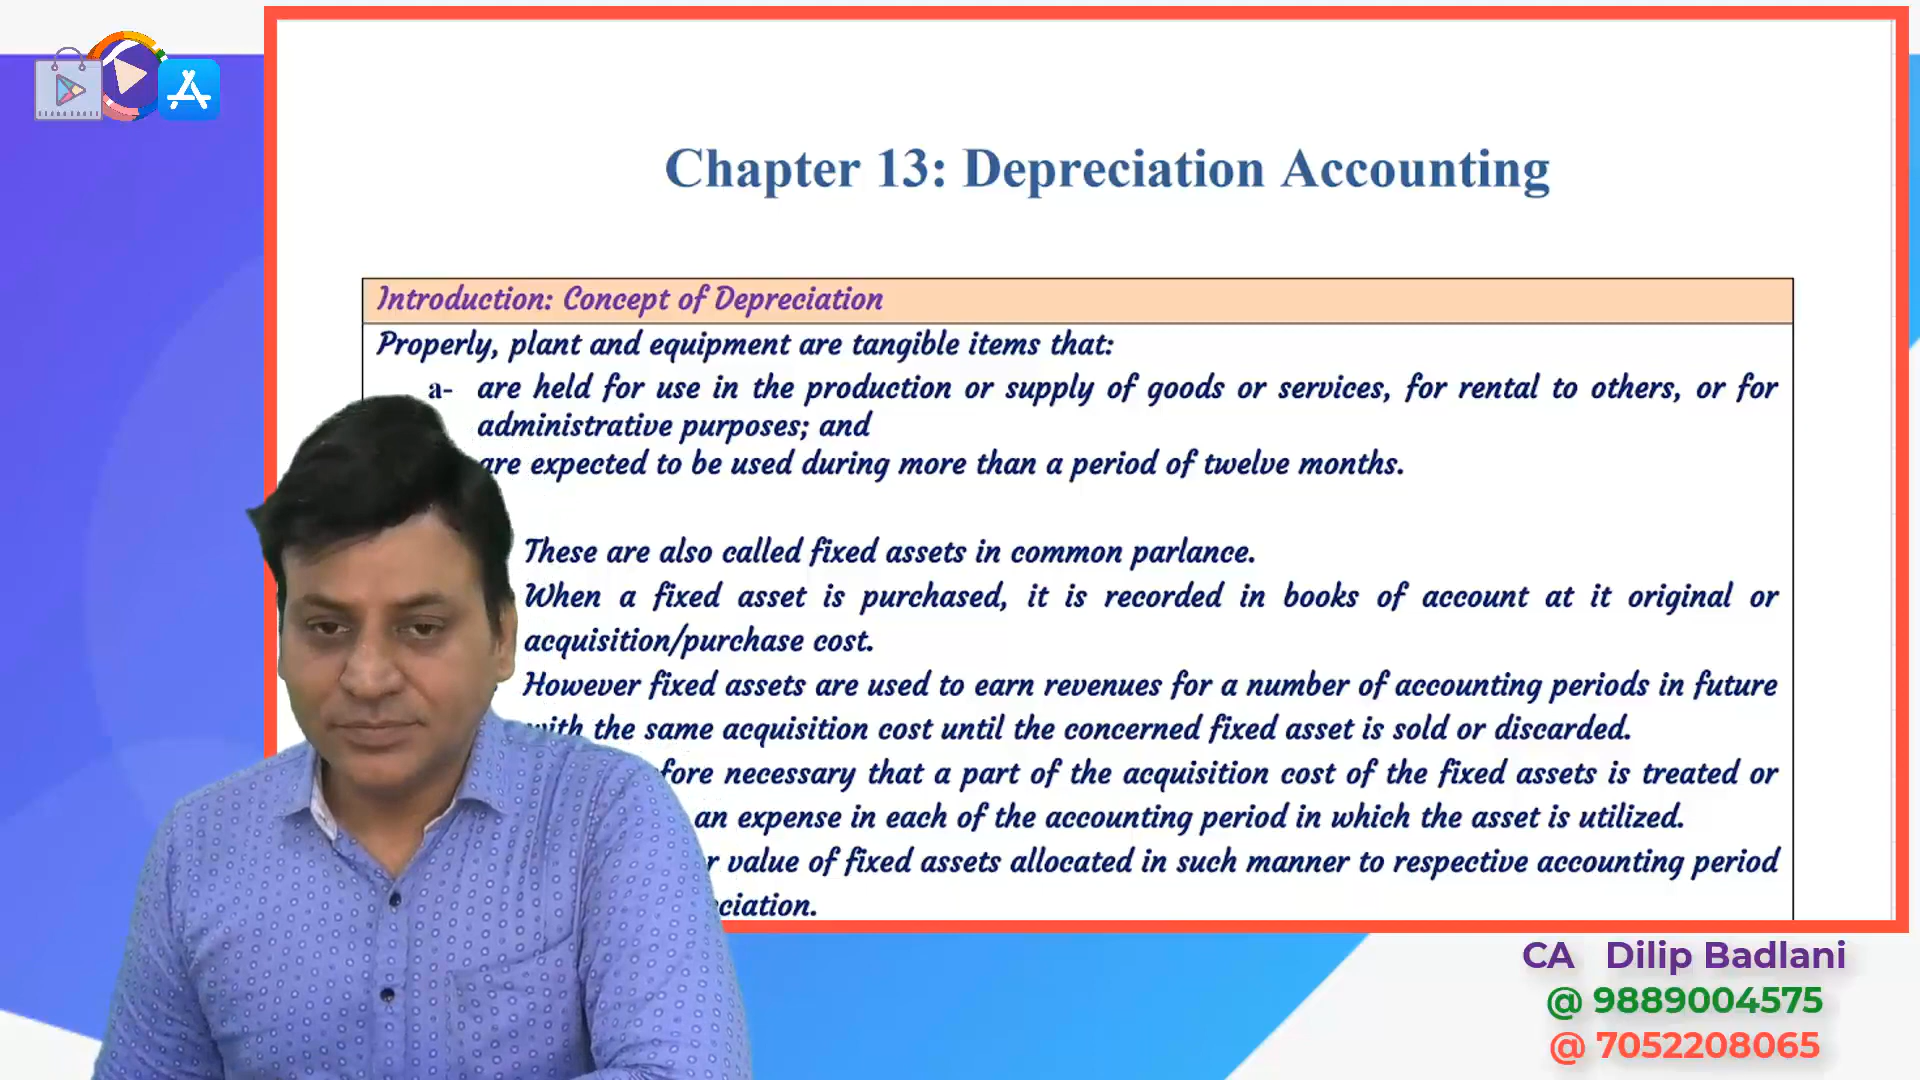 Chapter 13: Depreciation Accounting
Introduction: Concept of Depreciation
Properly, plant and equipment are tangible items that:
a- are held for use in the production or supply of goods or services, for rental to others, or for
administrative purposes; and
are expected to be used during more than a period of twelve months.
These are also called fixed assets in common parlance.
When a fixed asset is purchased, it is recorded in books of account at it original or
acquisition/purchase cost.
However fixed assets are used to earn revenues for a number of accounting periods in future
the same acquisition cost until the concerned fixed asset is sold or discarded.
necessary that a part of the acquisition cost of the fixed assets is treated or
an expense in each of the accounting period in which the asset is utilized.
value of fixed assets allocated in such manner to respective accounting period
CA Dilip Badlani
@ 9889004575
@ 7052208065